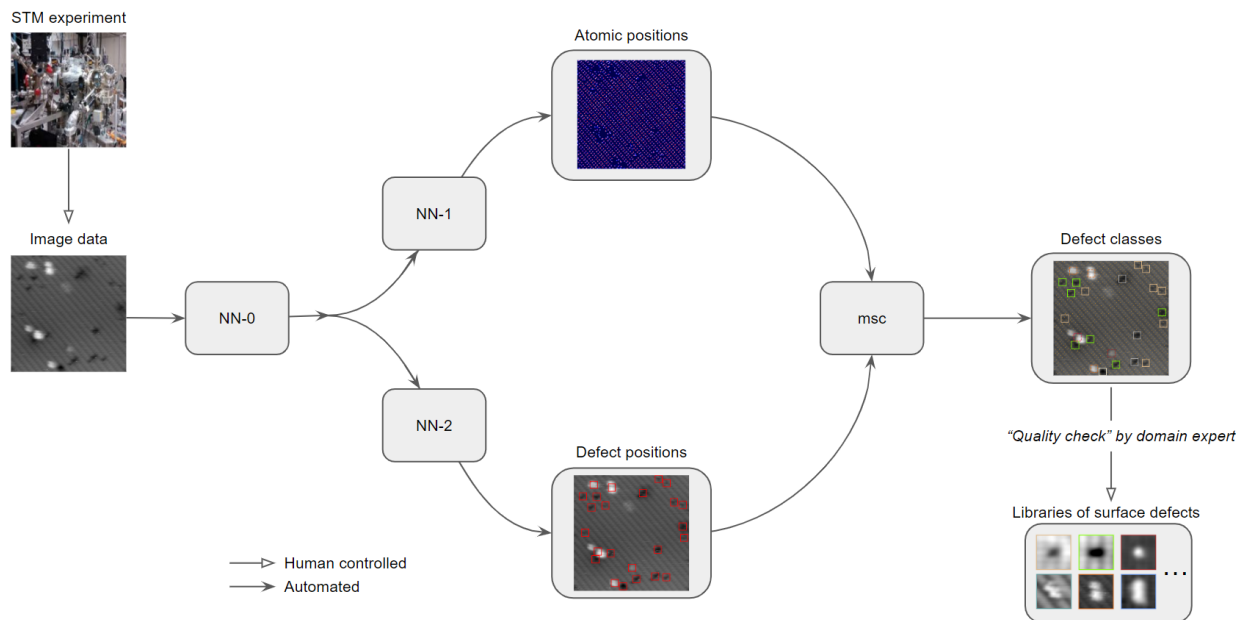 STM experiment
Atomic positions
NN-1
Image data
Defect classes
NN-0
msc
NN-2
"Quality check" by domain expert
Defect positions
Libraries of surface defects
Human controlled
Automated
...